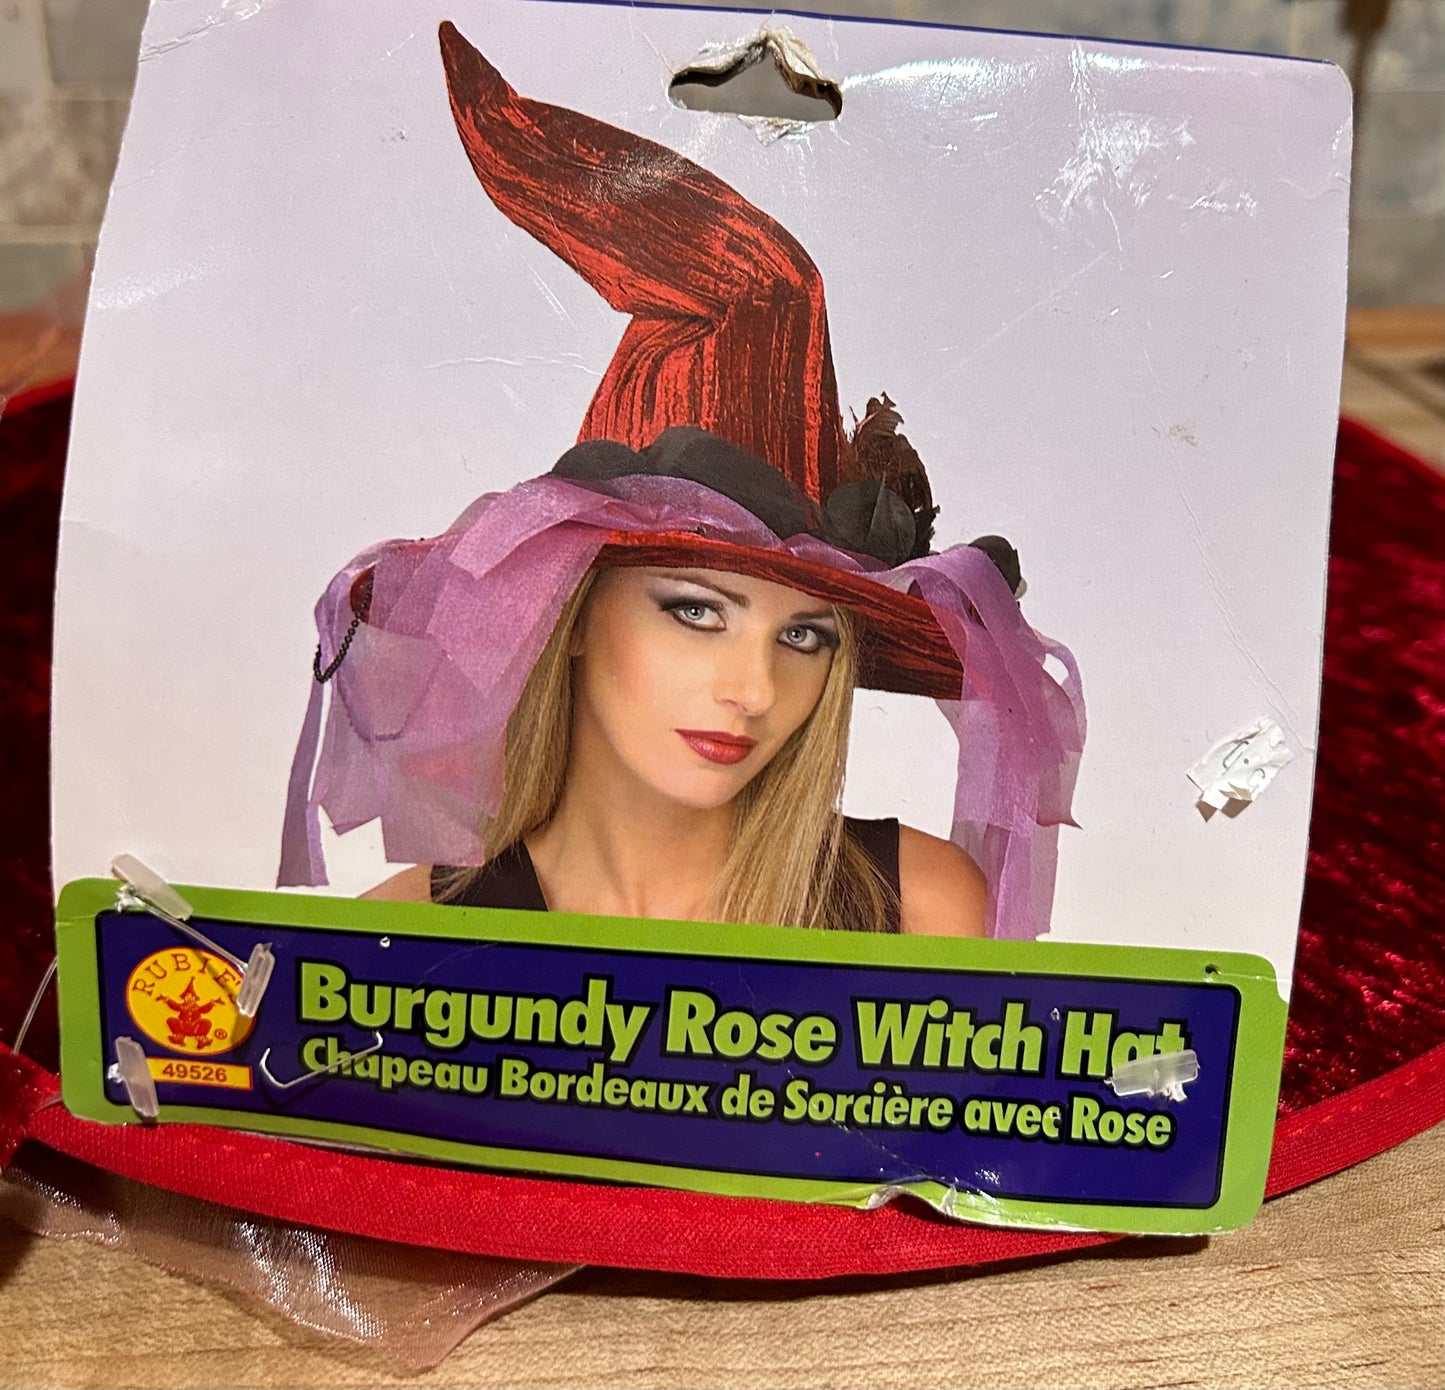 RUBIE'S
®
49526
Burgundy Rose Witch Hat
Chapeau Bordeaux de Sorcière avec Rose